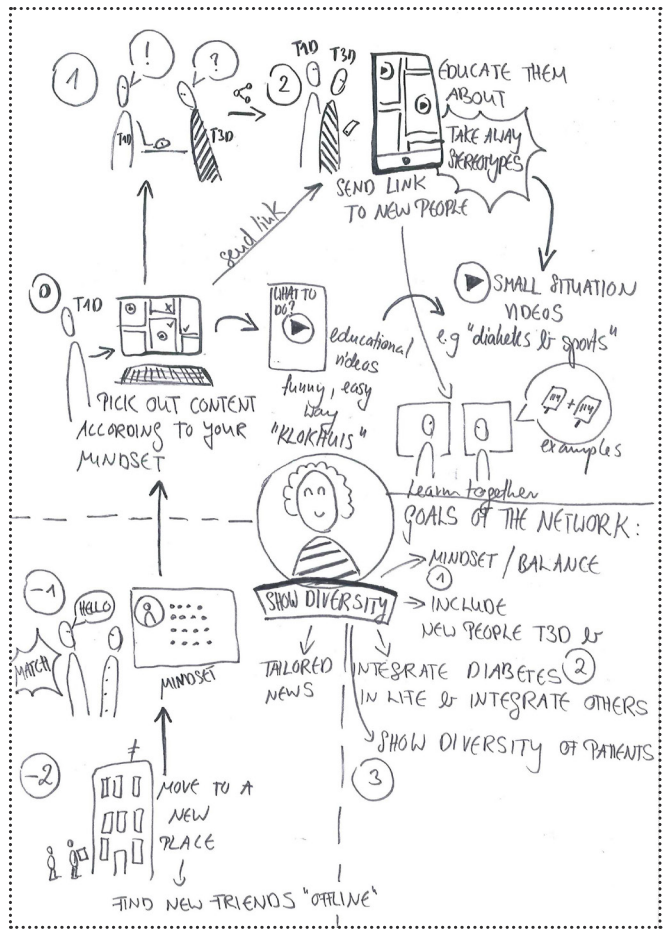 1
!
?
T1D
T3D
2
T1D T3D
EDUCATE THEM
ABOUT
TAKE AWAY
STEREOTYPES
SEND LINK
TO NEW PEOPLE
send link
0
T1D
WHAT TO
DO?
educational
videos
funny, easy
way
"KLOKHUIS"
SMALL SITUATION
VIDEOS
e.g "diabetes & sports"
PICK OUT CONTENT
ACCORDING TO YOUR
MINDSET
examples
Learn together
GOALS OF THE NETWORK:
MINDSET / BALANCE
1
INCLUDE
NEW PEOPLE T3D &
SHOW DIVERSITY
TAILORED
NEWS
INTEGRATE DIABETES 2
IN LIFE & INTEGRATE OTHERS
SHOW DIVERSITY OF PATIENTS
3
-1
HELLO
MATCH
MINDSET
-2
MOVE TO A
NEW
PLACE
FIND NEW FRIENDS "OFFLINE"